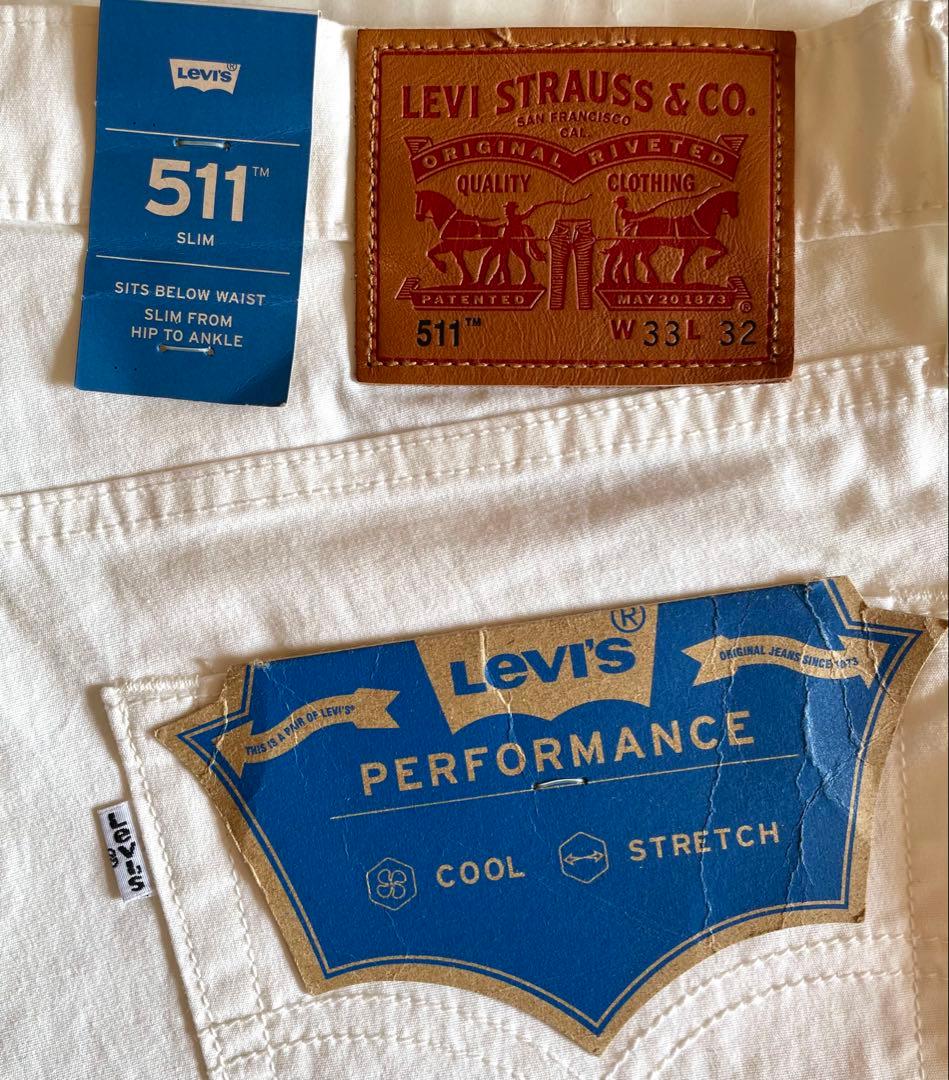 Levi's®
511™
SLIM
SITS BELOW WAIST
SLIM FROM
HIP TO ANKLE
LEVI STRAUSS & CO.
SAN FRANCISCO
CAL.
ORIGINAL RIVETED
QUALITY CLOTHING
PATENTED MAY 20 1873
®
511™ W 33 L 32
Levi's®
THIS IS A PAIR OF LEVI'S®
ORIGINAL JEANS SINCE 1873
PERFORMANCE
COOL STRETCH
Levi's
®